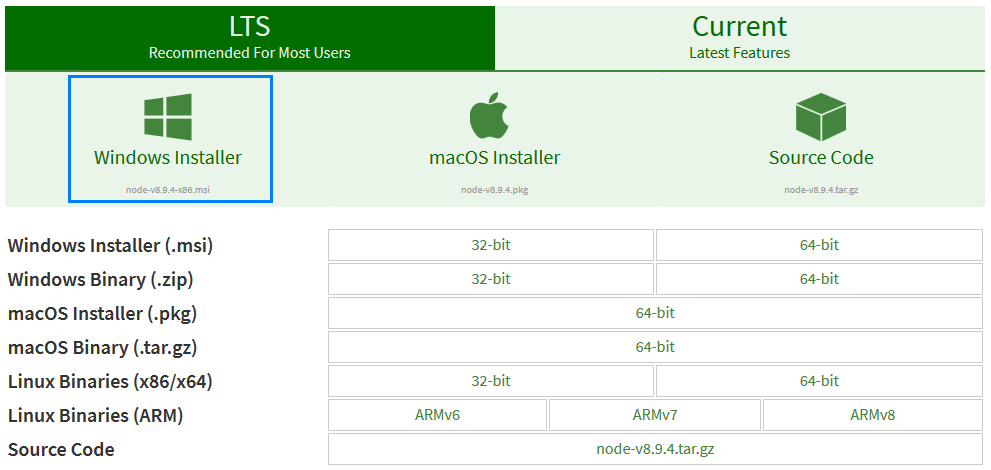 LTS
Recommended For Most Users
Current
Latest Features
Windows Installer
node-v8.9.4-x86.msi
macOS Installer
node-v8.9.4.pkg
Source Code
node-v8.9.4.tar.gz
Windows Installer (.msi) 32-bit 64-bit
Windows Binary (.zip) 32-bit 64-bit
macOS Installer (.pkg) 64-bit
macOS Binary (.tar.gz) 64-bit
Linux Binaries (x86/x64) 32-bit 64-bit
Linux Binaries (ARM) ARMv6 ARMv7 ARMv8
Source Code node-v8.9.4.tar.gz